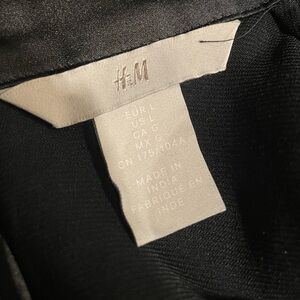 H&M
EUR L
US L
CA G
MX G
CN 175/104A
MADE IN
INDIA
FABRIQUÉ EN
INDE